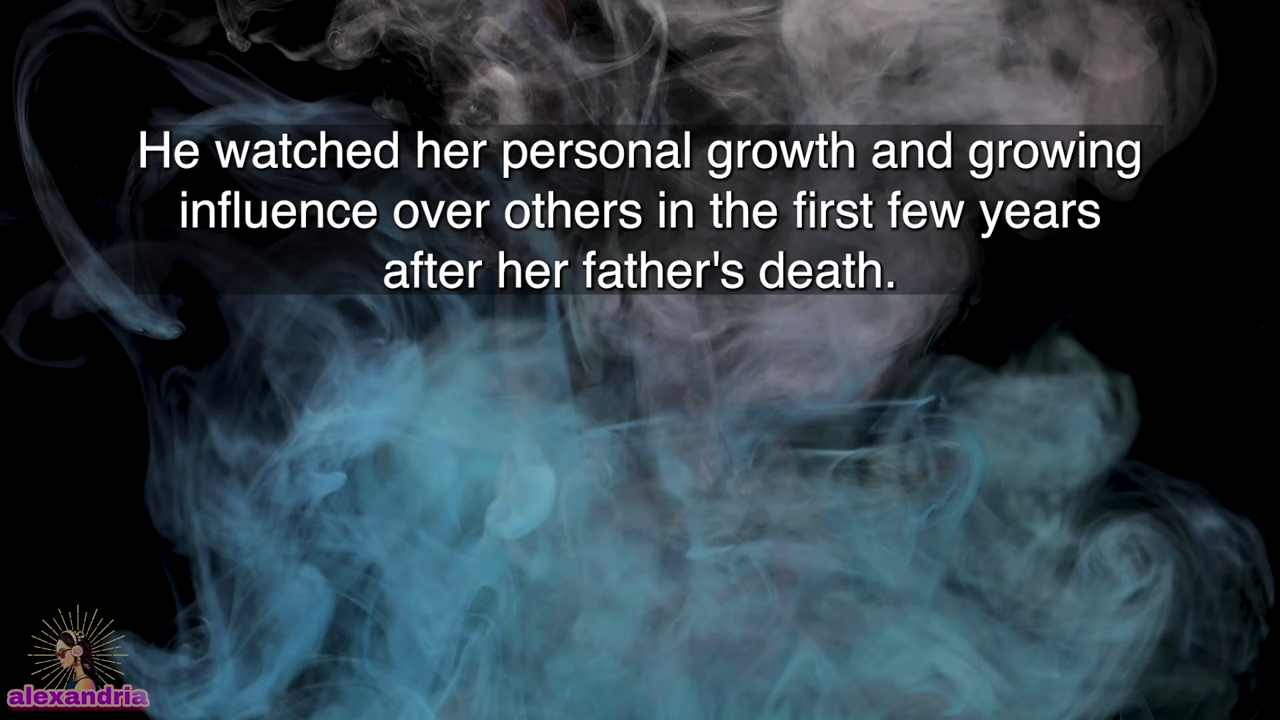 He watched her personal growth and growing
influence over others in the first few years
after her father's death.
alexandria